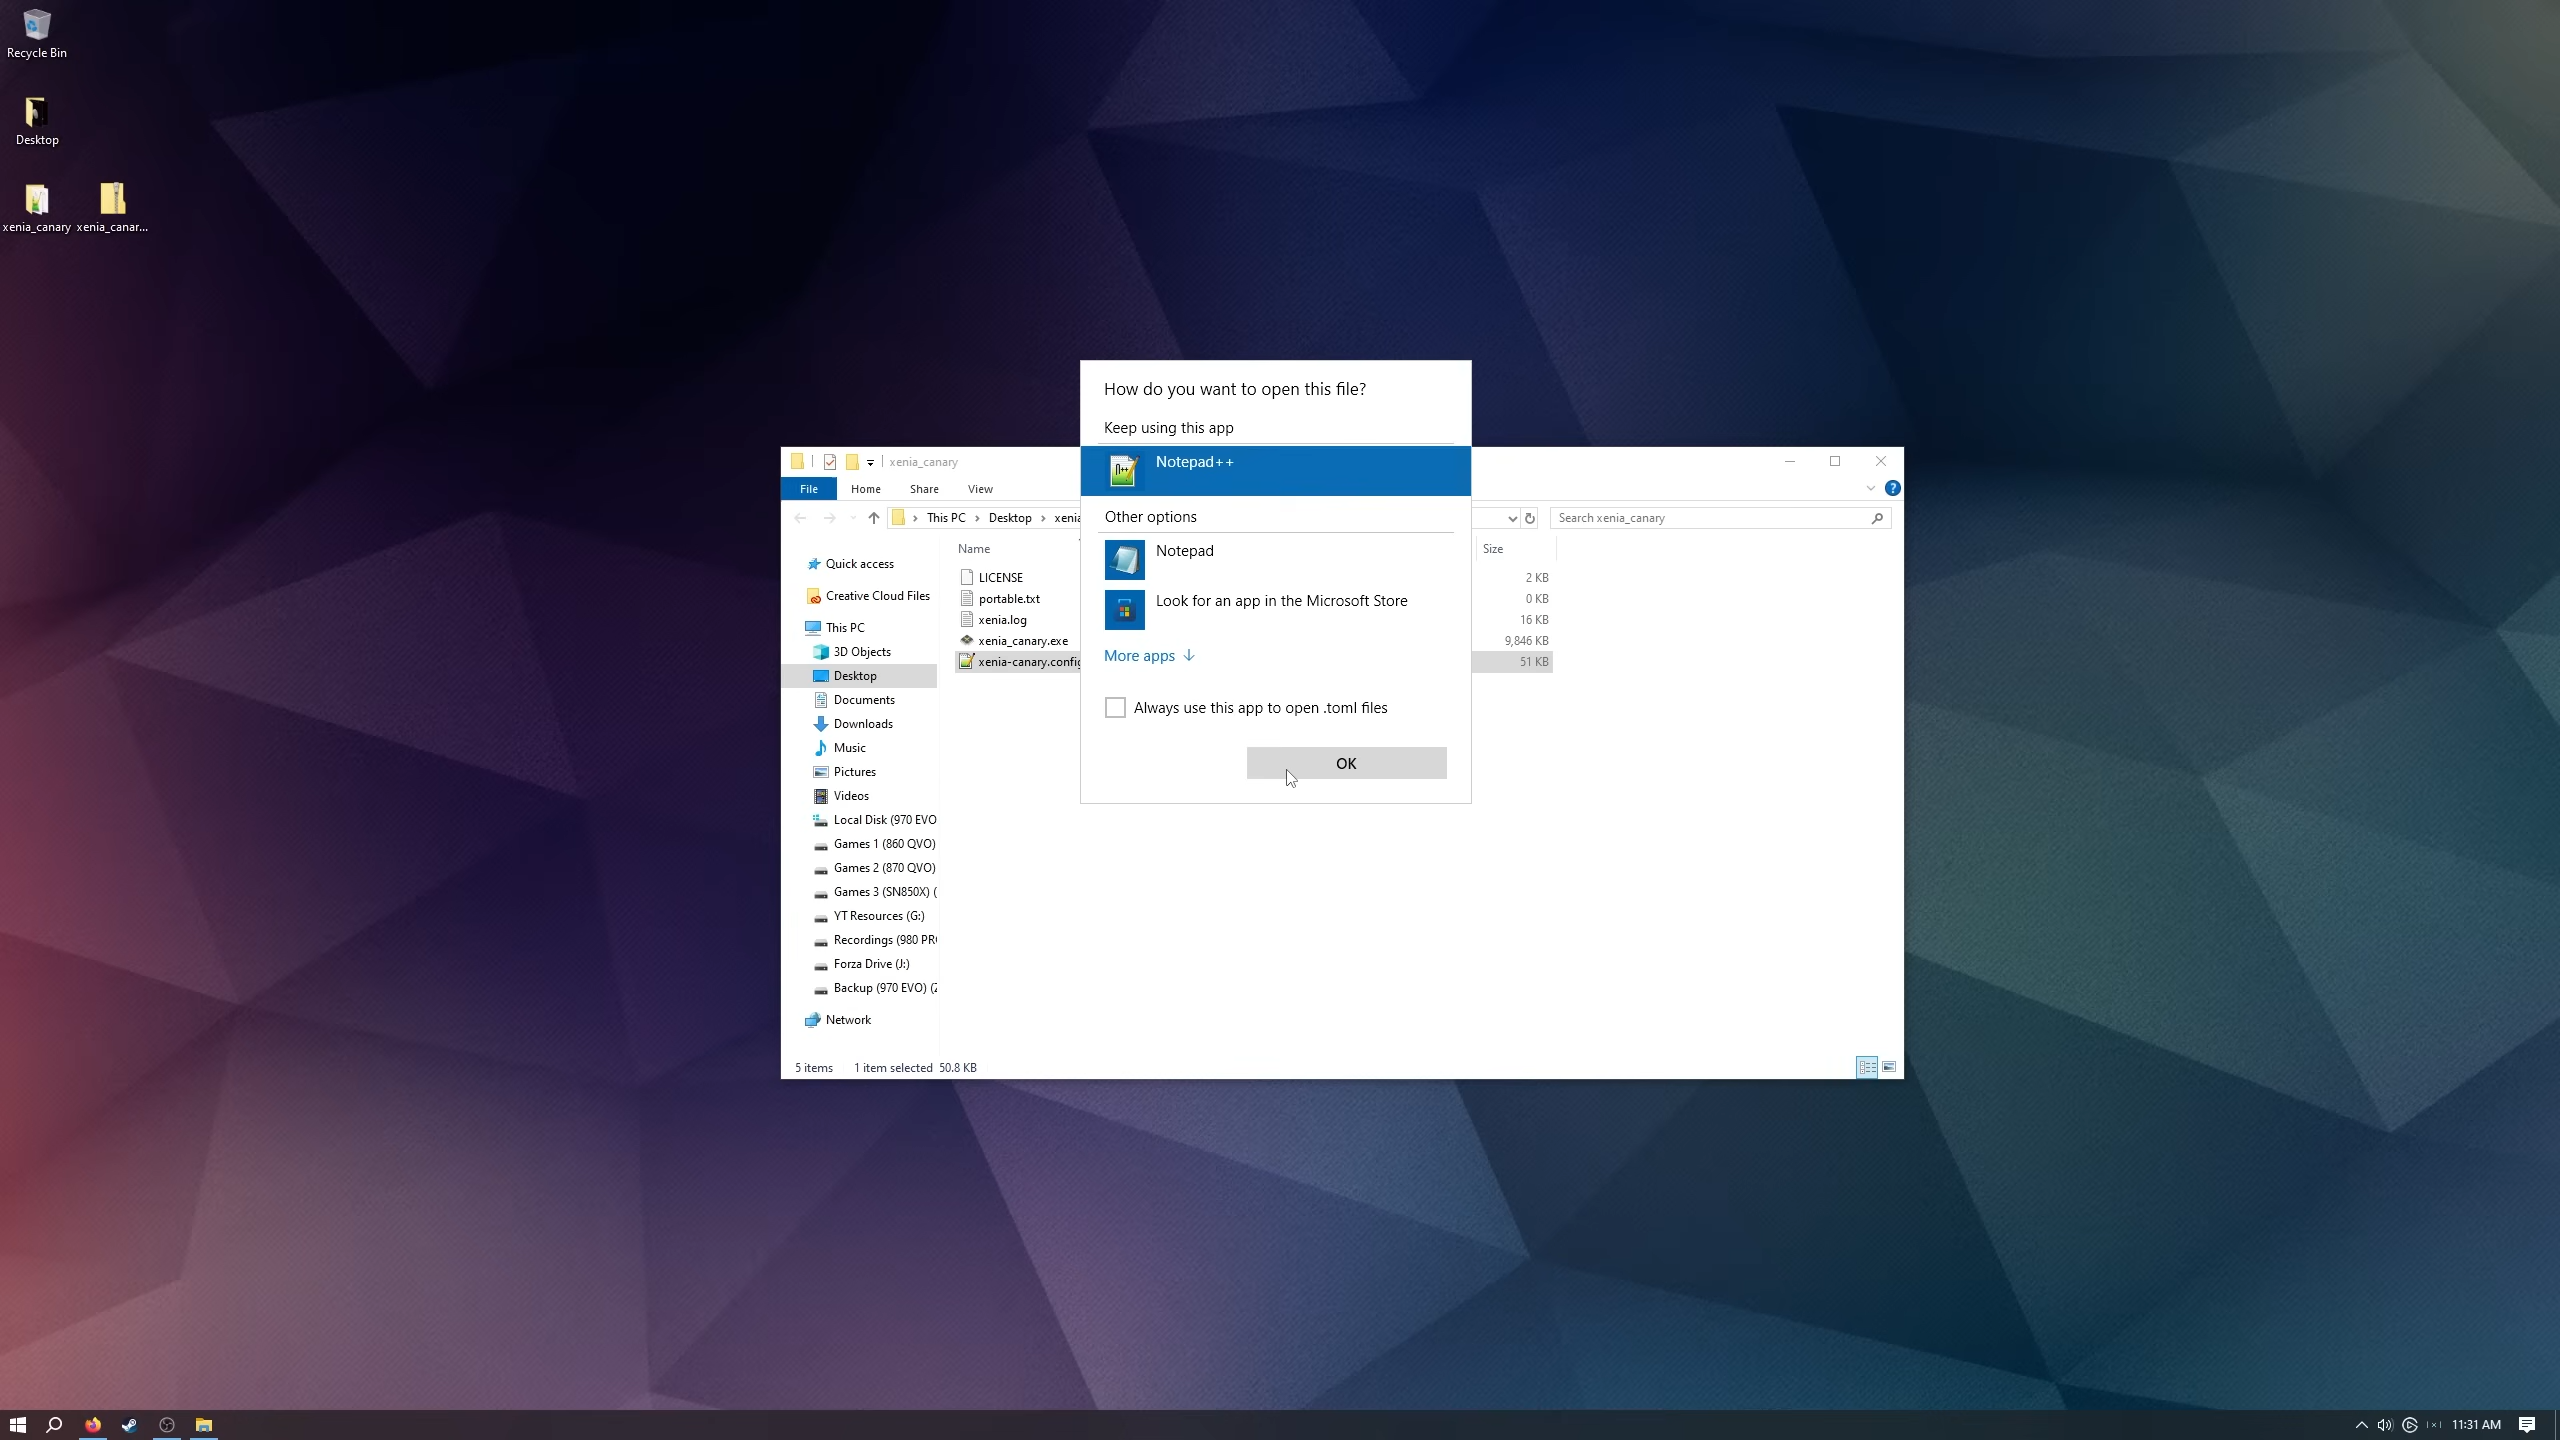 Recycle Bin
Desktop
xenia_canary
xenia_canar...
How do you want to open this file?
Keep using this app
Notepad++
Other options
Notepad
Look for an app in the Microsoft Store
More apps
Always use this app to open .toml files
OK
xenia_canary
File
Home
Share
View
This PC
Desktop
xenia
Search xenia_canary
Name
Size
LICENSE
2 KB
portable.txt
0 KB
xenia.log
16 KB
xenia_canary.exe
9,846 KB
xenia-canary.config
51 KB
Quick access
Creative Cloud Files
This PC
3D Objects
Desktop
Documents
Downloads
Music
Pictures
Videos
Local Disk (970 EVO
Games 1 (860 QVO)
Games 2 (870 QVO)
Games 3 (SN850X) (
YT Resources (G:)
Recordings (980 PR
Forza Drive (J:)
Backup (970 EVO) (Z
Network
5 items
1 item selected 50.8 KB
11:31 AM